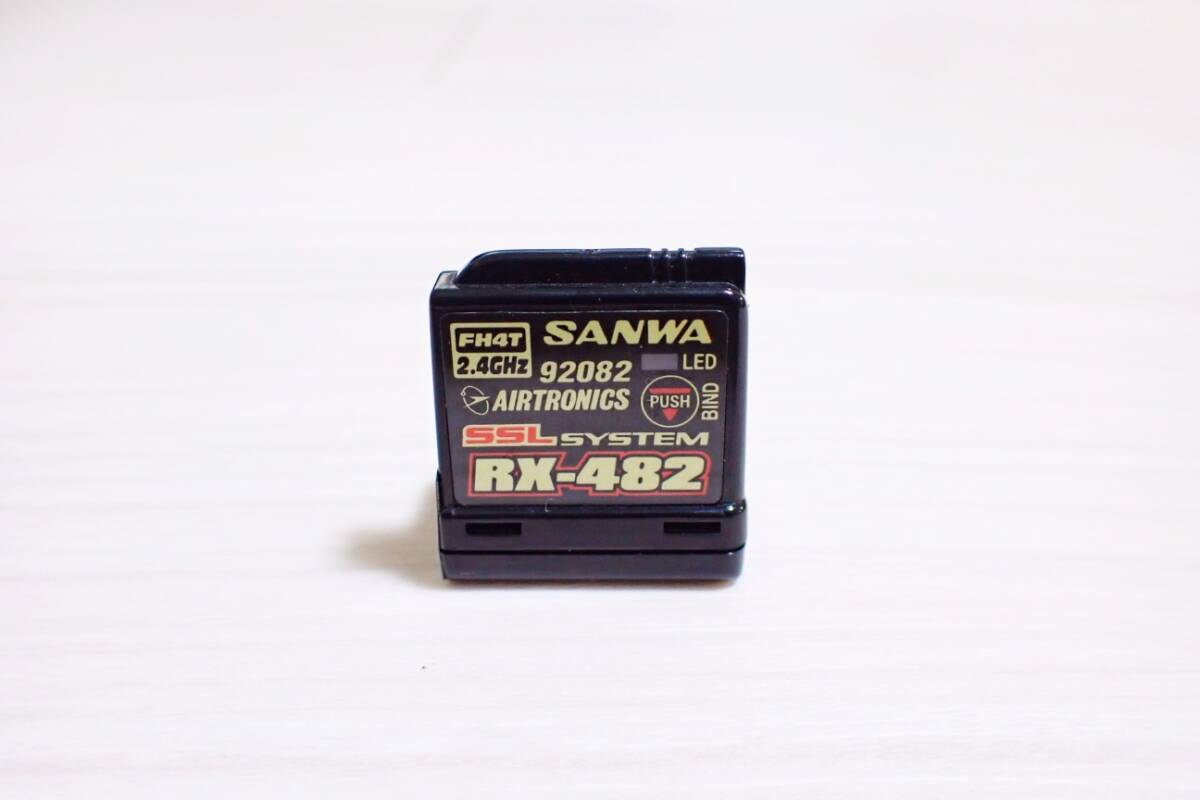 FH4T
2.4GHz
SANWA
92082
LED
AIRTRONICS
PUSH
BIND
SSL SYSTEM
RX-482